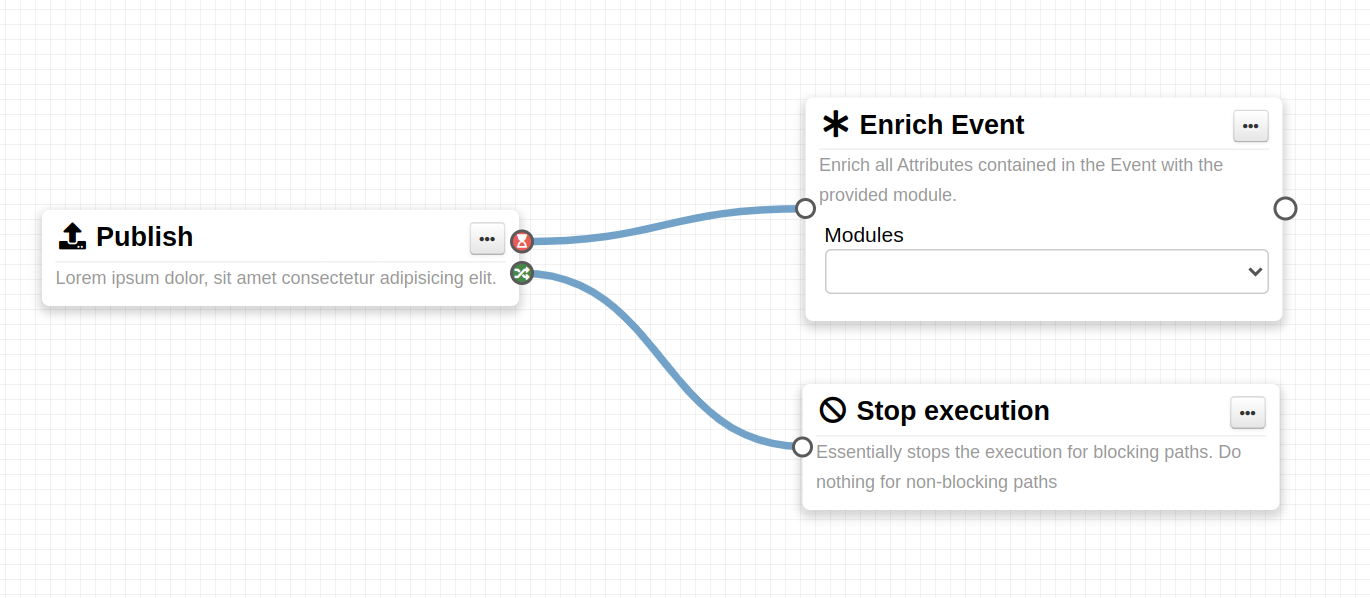 Publish
Lorem ipsum dolor, sit amet consectetur adipisicing elit.
Enrich Event
Enrich all Attributes contained in the Event with the
provided module.
Modules
Stop execution
Essentially stops the execution for blocking paths. Do
nothing for non-blocking paths